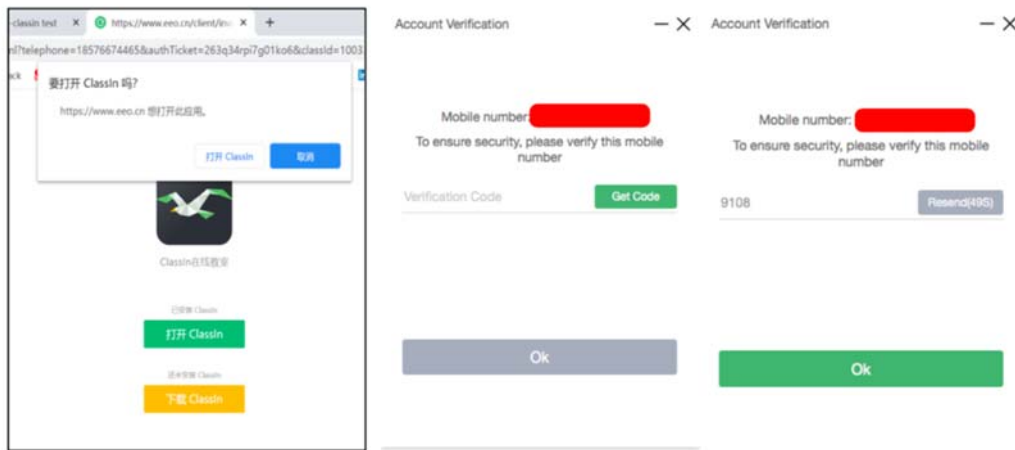 -classin test
https://www.eeo.cn/client/inv
nl?telephone=18576674465&authTicket=263q34rpi7g01ko6&classId=1003
ack
要打开 ClassIn 吗?
https://www.eeo.cn 想打开此应用。
打开 ClassIn
取消
ClassIn在线教室
已安装 ClassIn
打开 ClassIn
还未安装 ClassIn
下载 ClassIn
Account Verification
Mobile number:
To ensure security, please verify this mobile
number
Verification Code
Get Code
Ok
Account Verification
Mobile number:
To ensure security, please verify this mobile
number
9108
Resend(49S)
Ok